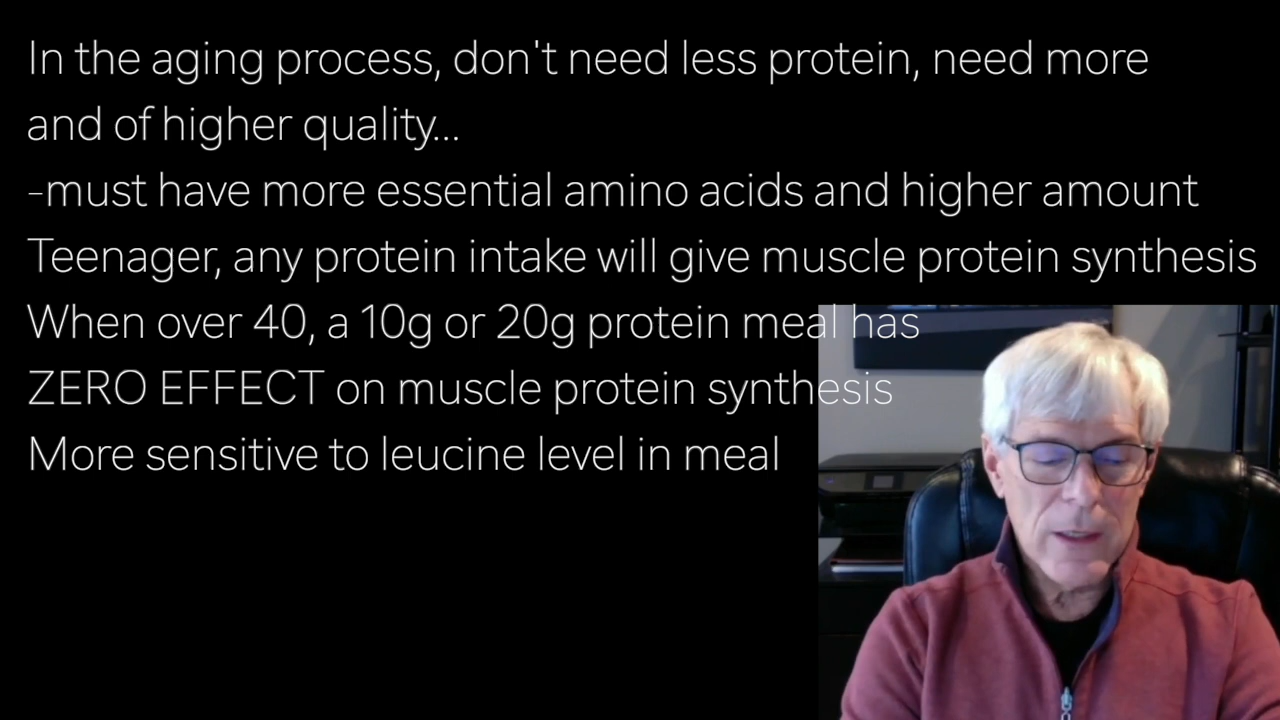 In the aging process, don't need less protein, need more
and of higher quality...
-must have more essential amino acids and higher amount
Teenager, any protein intake will give muscle protein synthesis
When over 40, a 10g or 20g protein meal has
ZERO EFFECT on muscle protein synthesis
More sensitive to leucine level in meal